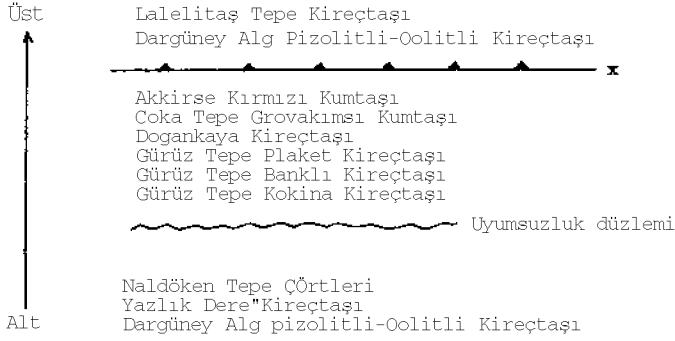 Üst
Lalelitaş Tepe Kireçtaşı
Dargüney Alg Pizolitli-Oolitli Kireçtaşı
x
Akkirse Kırmızı Kumtaşı
Coka Tepe Grovakımsı Kumtaşı
Dogankaya Kireçtaşı
Gürüz Tepe Plaket Kireçtaşı
Gürüz Tepe Banklı Kireçtaşı
Gürüz Tepe Kokina Kireçtaşı
Uyumsuzluk düzlemi
Naldöken Tepe ÇÖrtleri
Yazlık Dere"Kireçtaşı
Alt
Dargüney Alg pizolitli-Oolitli Kireçtaşı